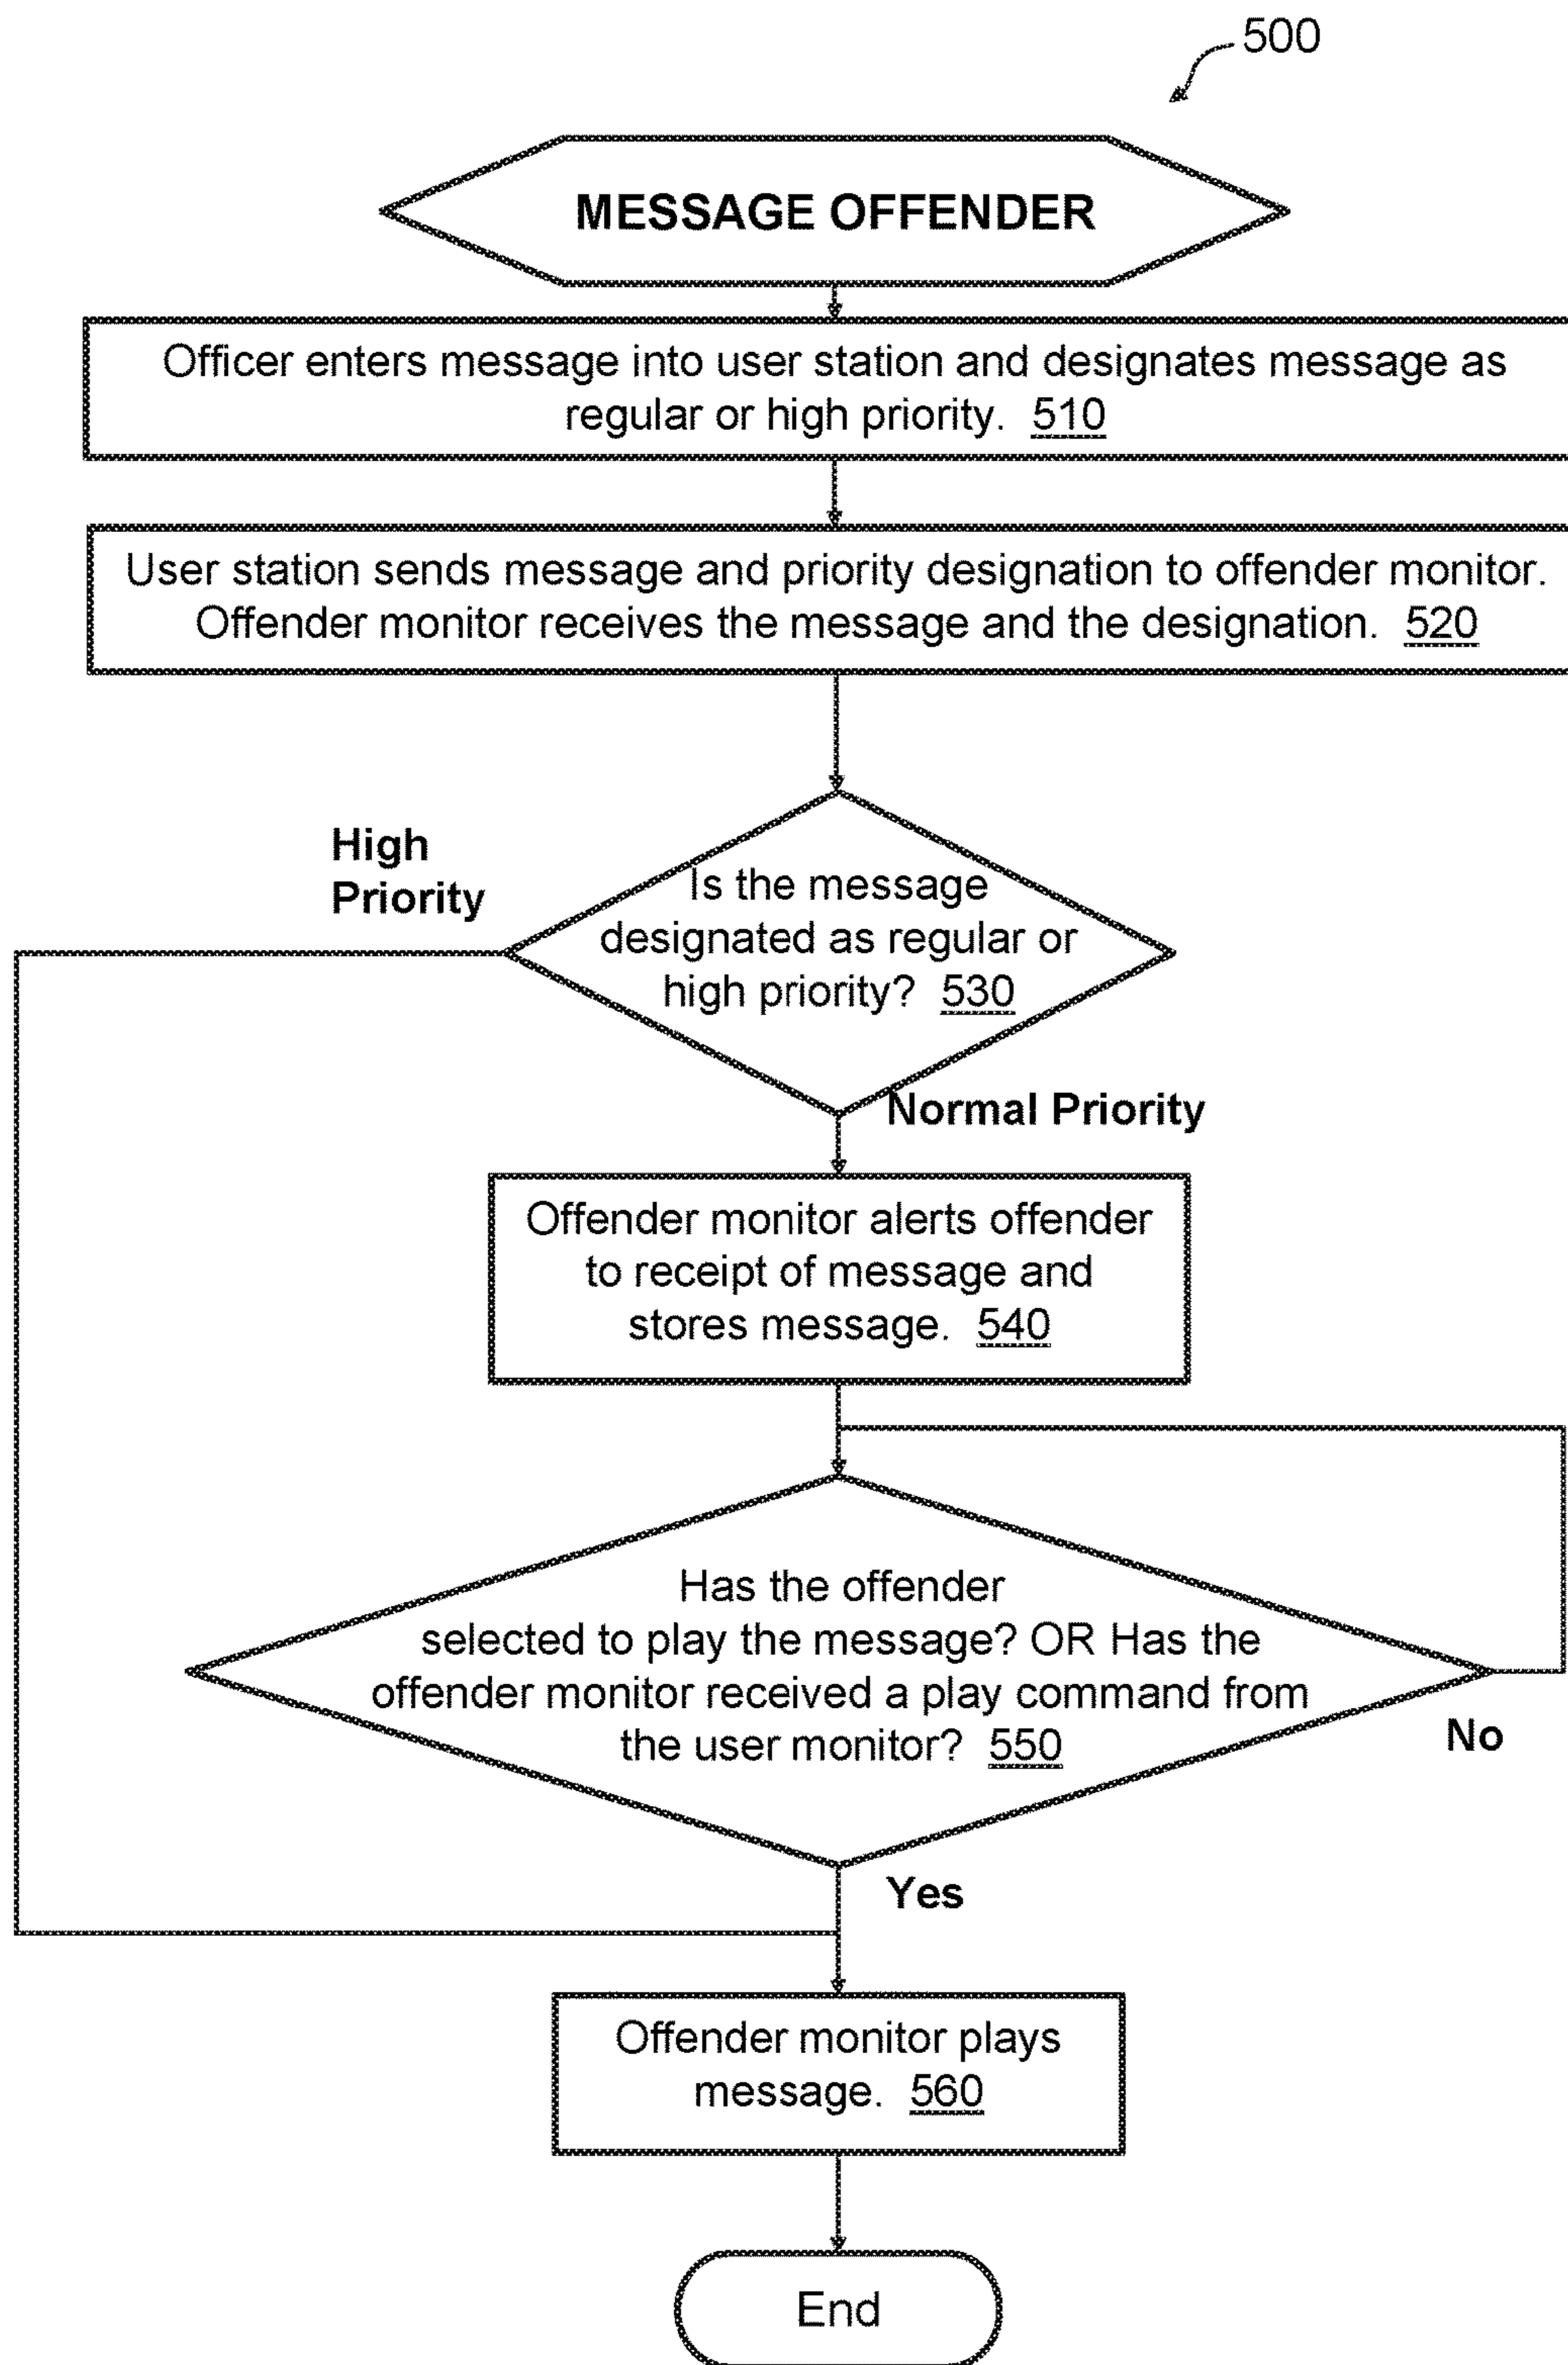 500
MESSAGE OFFENDER
Officer enters message into user station and designates message as
regular or high priority. 510
User station sends message and priority designation to offender monitor.
Offender monitor receives the message and the designation. 520
High
Priority
Is the message
designated as regular or
high priority? 530
Normal Priority
Offender monitor alerts offender
to receipt of message and
stores message. 540
Has the offender
selected to play the message? OR Has the
offender monitor received a play command from
the user monitor? 550
No
Yes
Offender monitor plays
message. 560
End